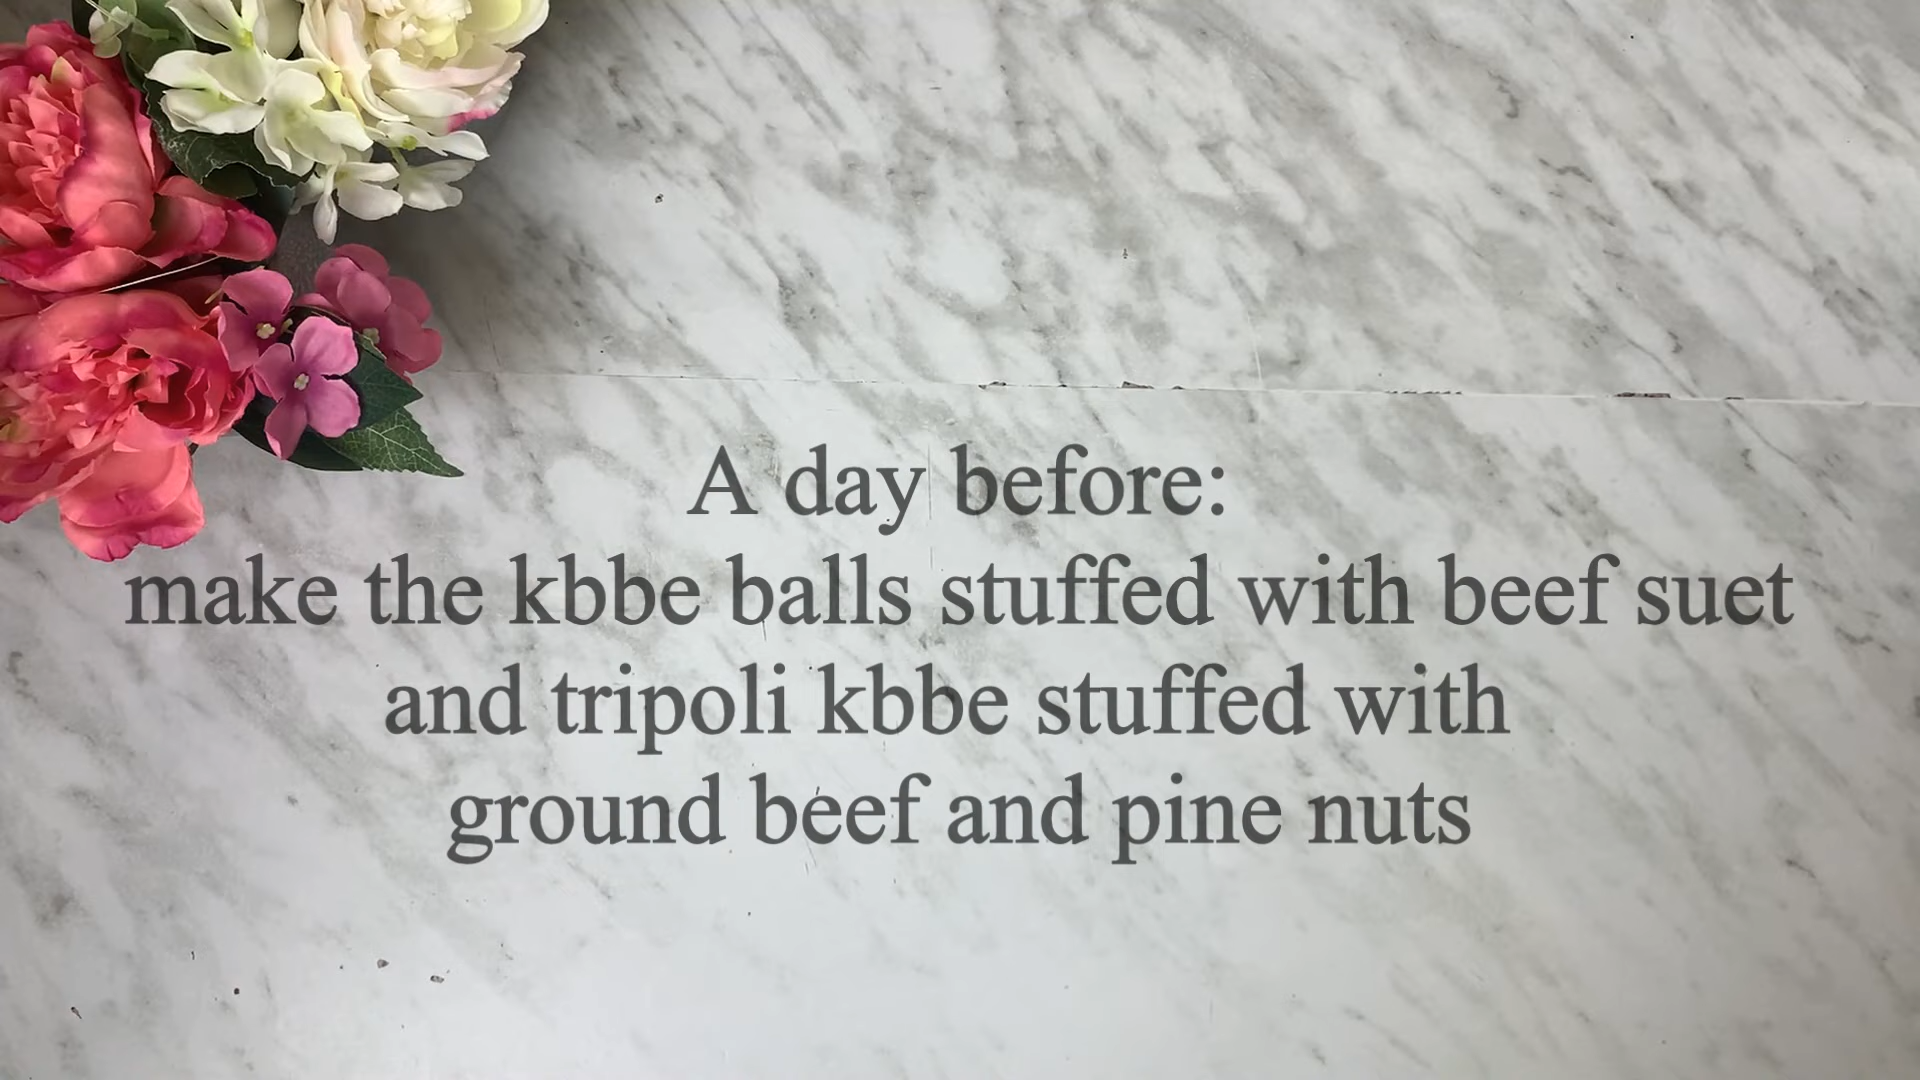 A day before:
make the kbbe balls stuffed with beef suet
and tripoli kbbe stuffed with
ground beef and pine nuts